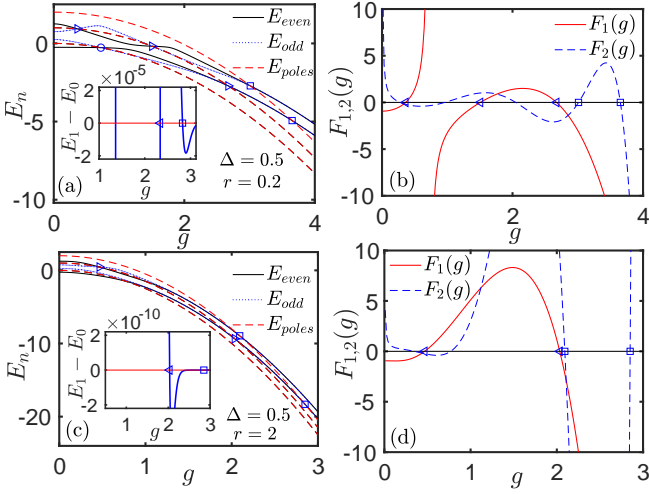 0
-5
-10
E_n
0 1 2 3 4
g
E_even
E_odd
E_poles
×10^-5
2
0
-2
E_1 − E_0
1 2 3
g
Δ = 0.5
r = 0.2
(a)
10
5
0
-5
-10
F_{1,2}(g)
0 2 4
g
F_1(g)
F_2(g)
(b)
0
-10
-20
E_n
0 1 2 3
g
E_even
E_odd
E_poles
×10^-10
2
0
-2
E_1 − E_0
1 2 3
g
Δ = 0.5
r = 2
(c)
10
5
0
-5
-10
F_{1,2}(g)
0 1 2 3
g
F_1(g)
F_2(g)
(d)